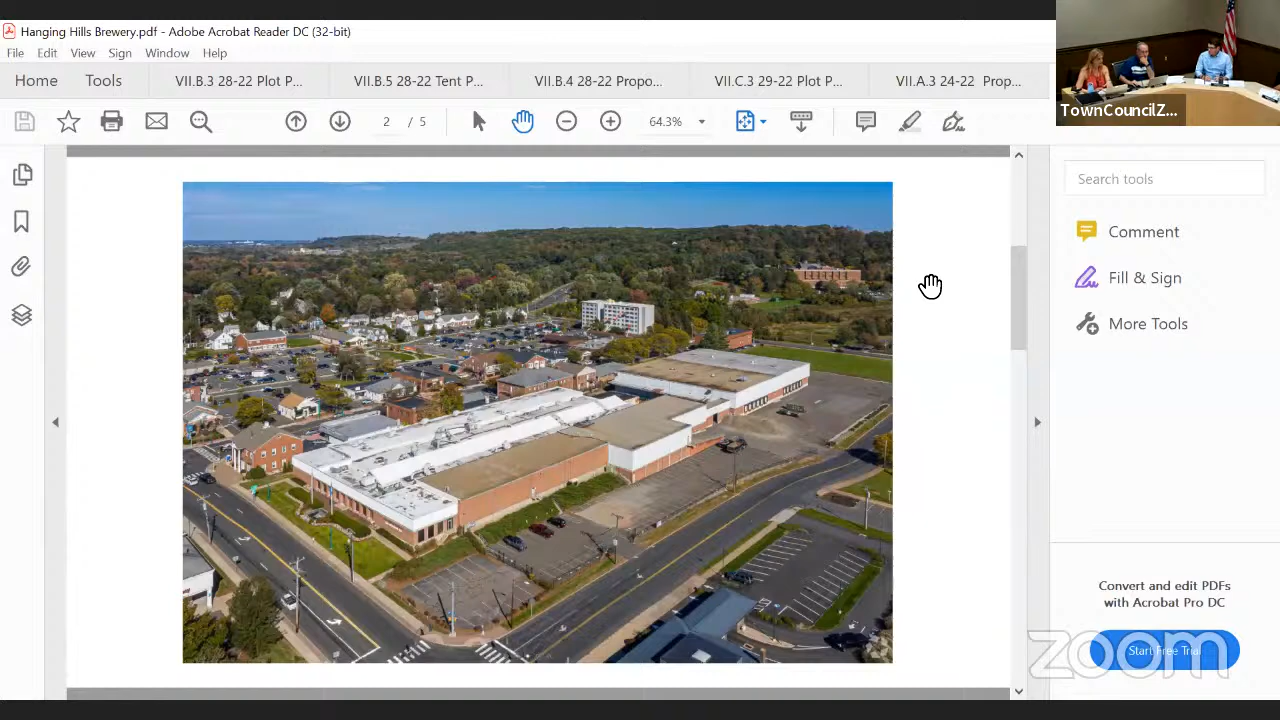 Hanging Hills Brewery.pdf - Adobe Acrobat Reader DC (32-bit)
File Edit View Sign Window Help
Home Tools VII.B.3 28-22 Plot P... VII.B.5 28-22ent P... VII.B.4 28-22 Propo... VII.C.3 29-22 Plot P... VII.A.3 24-22 Prop...
TownCouncilZ...
2 / 5 64.3%
Search tools
Comment
Fill & Sign
More Tools
Convert and edit PDFs
with Acrobat Pro DC
Start Free Trial
zoom